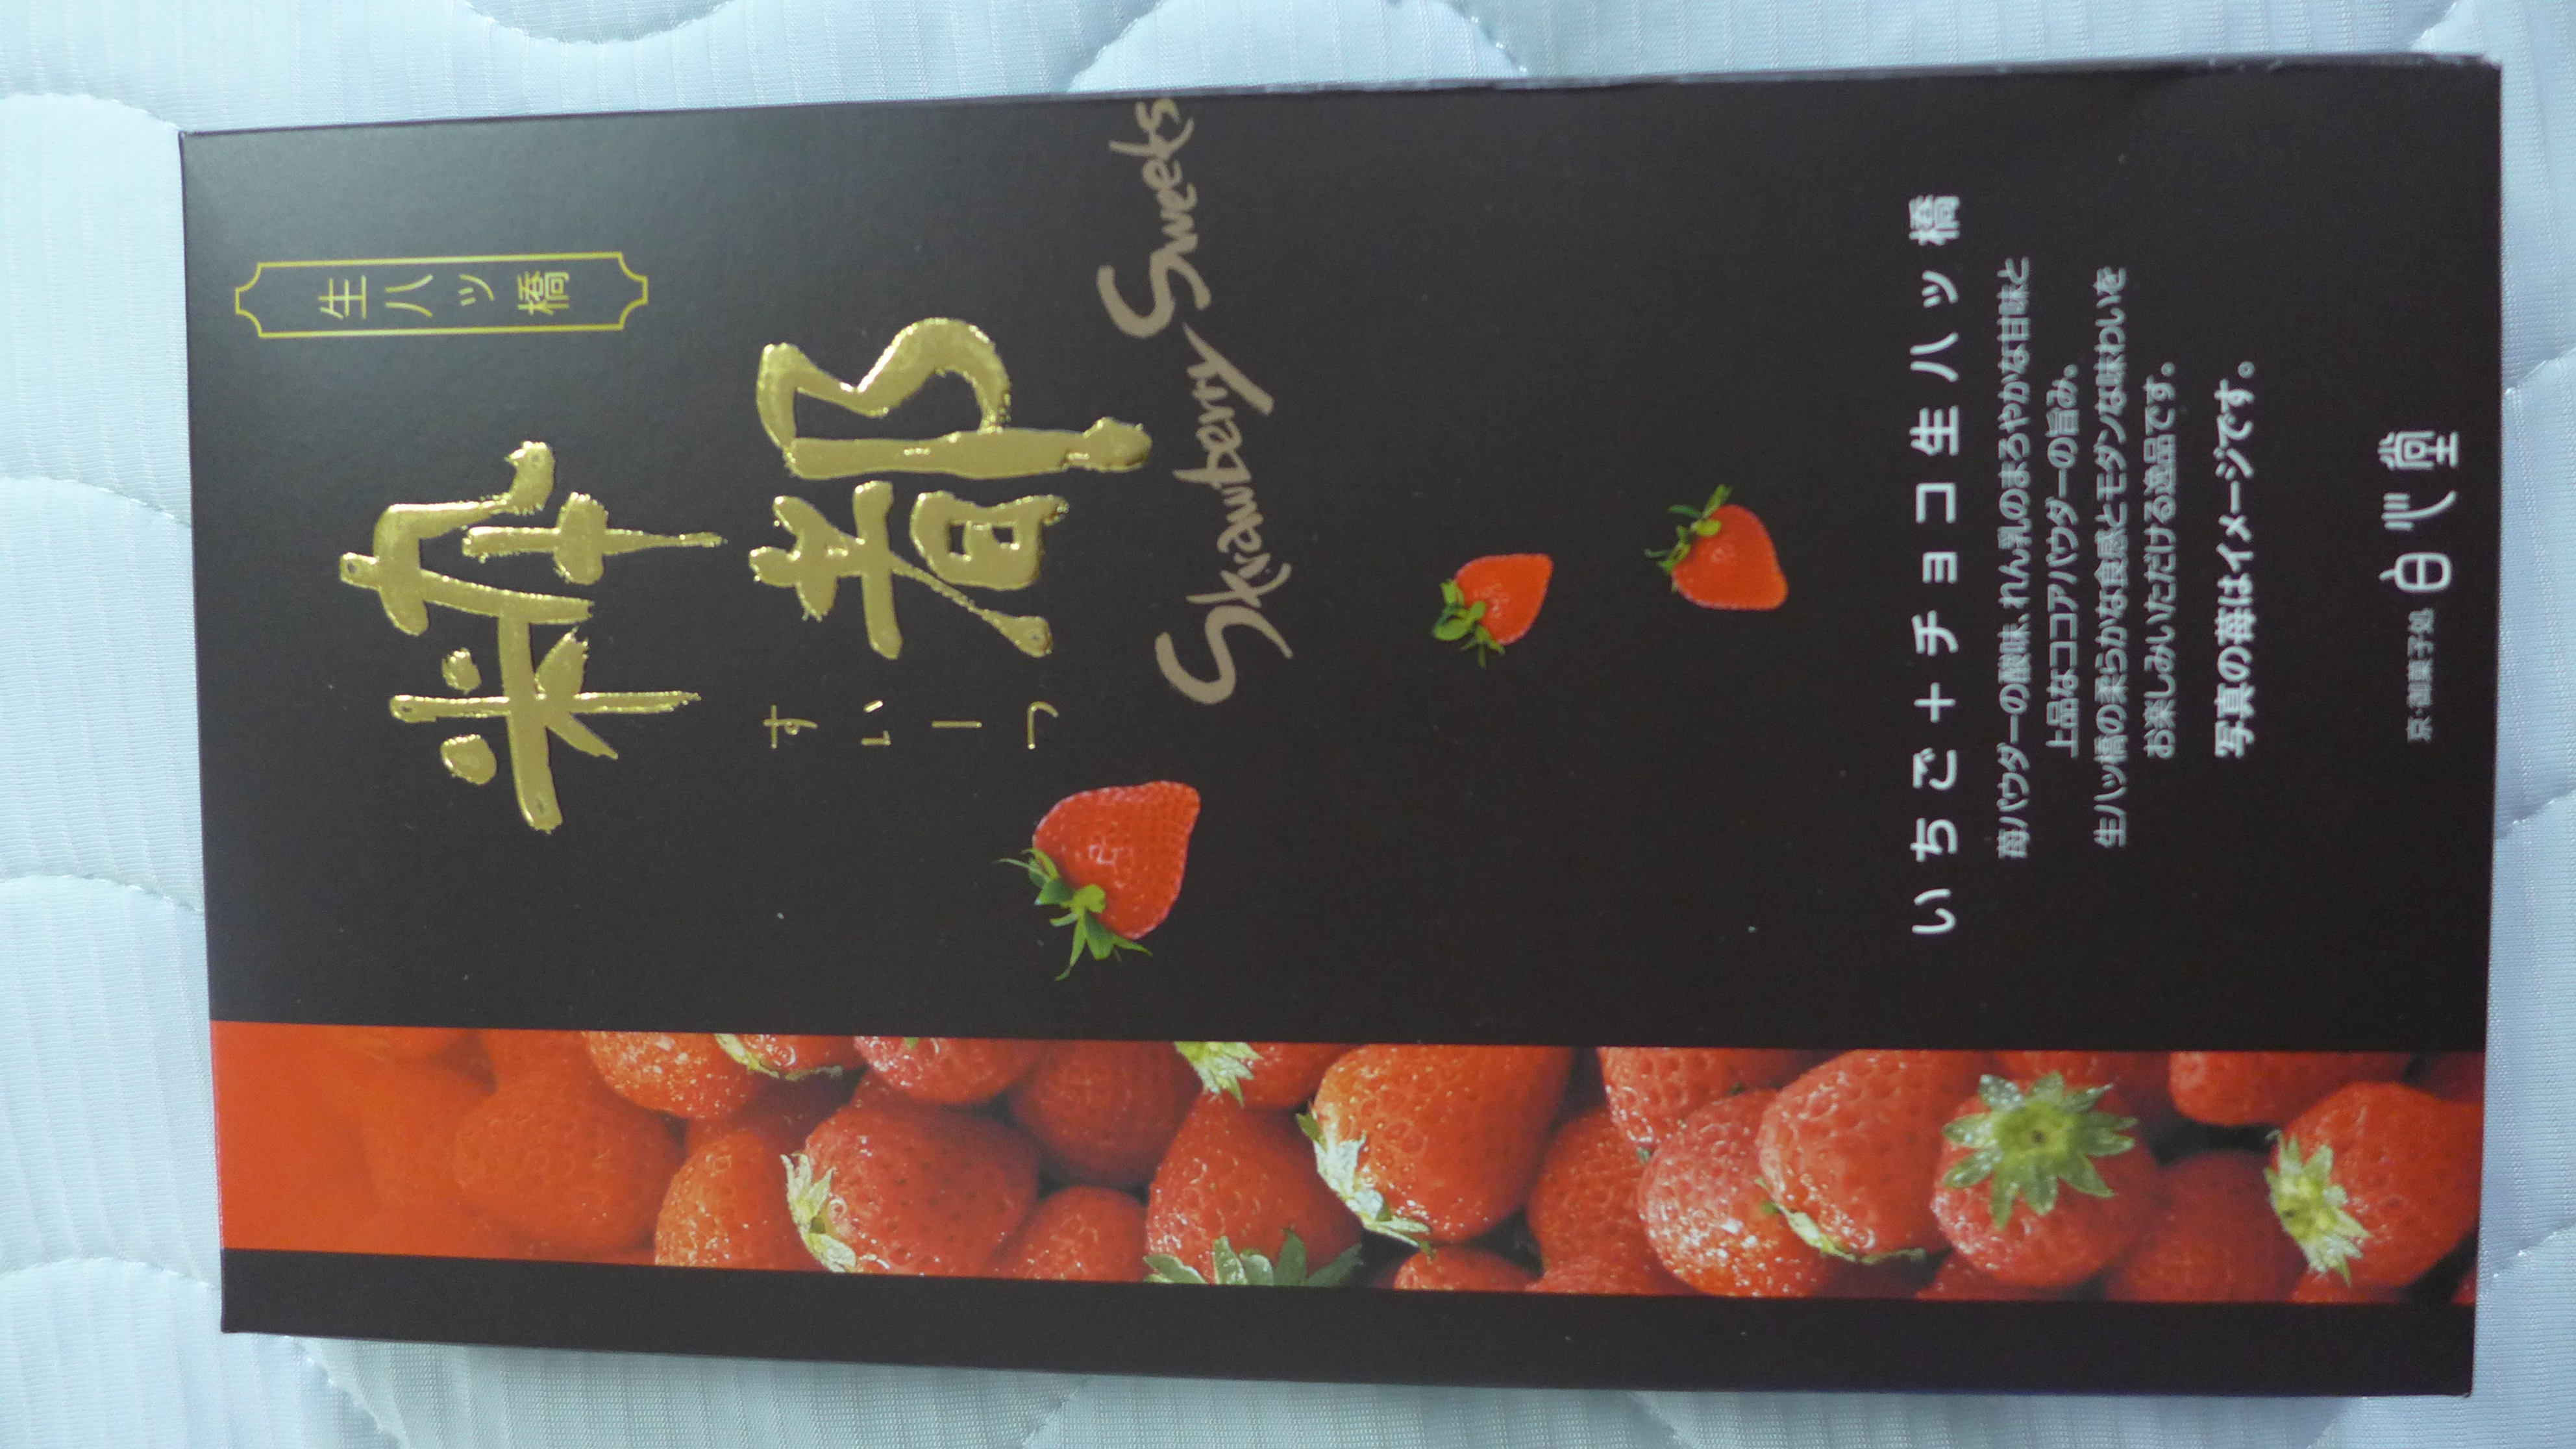 生八ッ橋
粋都
すいーつ
Strawberry Sweets
いちご＋チョコ生八ッ橋
苺パウダーの酸味、れん乳のまろやかな甘味と
上品なココアパウダーの旨み。
生八ッ橋の柔らかな食感とモダンな味わいを
お楽しみいただける逸品です。
写真の苺はイメージです。
京・御菓子処